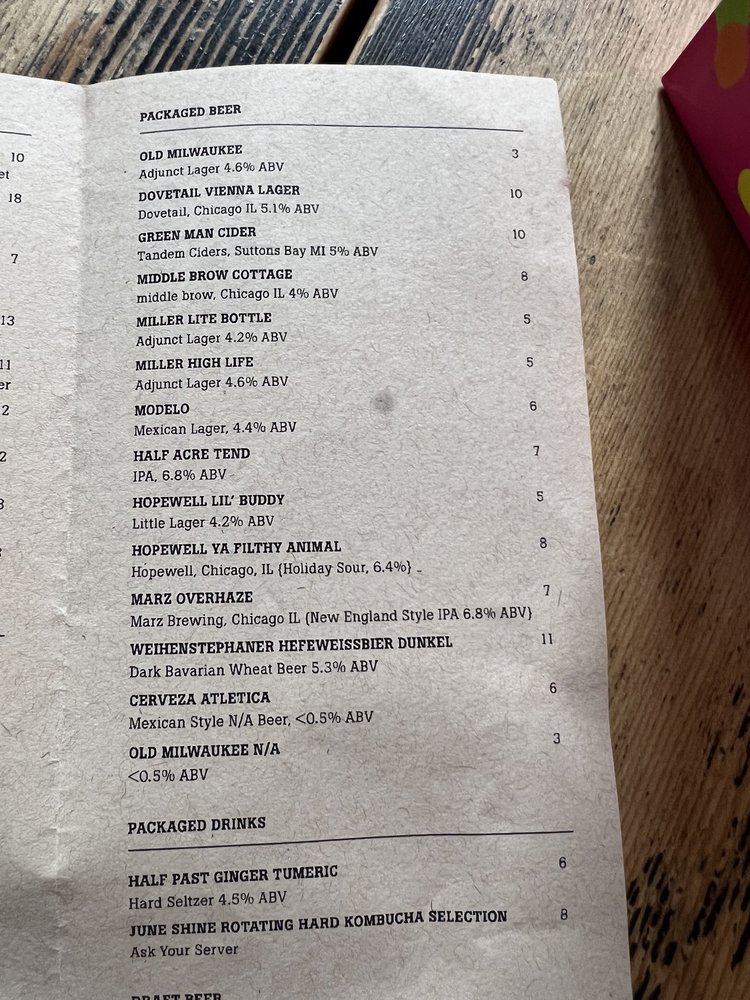 10
et
18
7
13
11
er
2
2
3
PACKAGED BEER
OLD MILWAUKEE 3
Adjunct Lager 4.6% ABV
DOVETAIL VIENNA LAGER 10
Dovetail, Chicago IL 5.1% ABV
GREEN MAN CIDER 10
Tandem Ciders, Suttons Bay MI 5% ABV
MIDDLE BROW COTTAGE 8
middle brow, Chicago IL 4% ABV
MILLER LITE BOTTLE 5
Adjunct Lager 4.2% ABV
MILLER HIGH LIFE 5
Adjunct Lager 4.6% ABV
MODELO 6
Mexican Lager, 4.4% ABV
HALF ACRE TEND 7
IPA, 6.8% ABV
HOPEWELL LIL' BUDDY 5
Little Lager 4.2% ABV
HOPEWELL YA FILTHY ANIMAL 8
Hopewell, Chicago, IL {Holiday Sour, 6.4%}
MARZ OVERHAZE 7
Marz Brewing, Chicago IL {New England Style IPA 6.8% ABV}
WEIHENSTEPHANER HEFEWEISSBIER DUNKEL 11
Dark Bavarian Wheat Beer 5.3% ABV
CERVEZA ATLETICA 6
Mexican Style N/A Beer, <0.5% ABV
OLD MILWAUKEE N/A 3
<0.5% ABV
PACKAGED DRINKS
HALF PAST GINGER TUMERIC 6
Hard Seltzer 4.5% ABV
JUNE SHINE ROTATING HARD KOMBUCHA SELECTION 8
Ask Your Server
DRAFT BEER